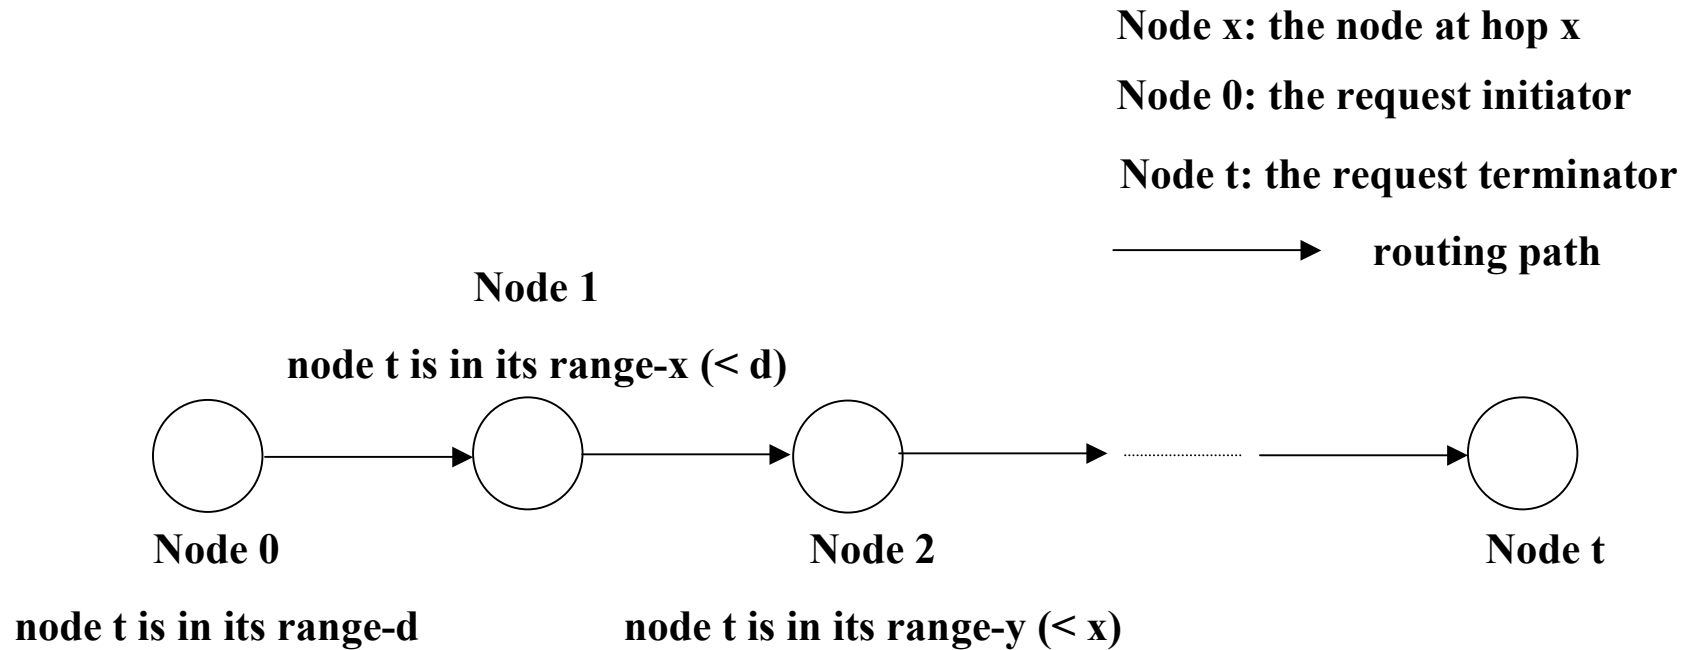 Node x: the node at hop x
Node 0: the request initiator
Node t: the request terminator
routing path
Node 1
node t is in its range-x (< d)
Node 0
Node 2
Node t
node t is in its range-d
node t is in its range-y (< x)